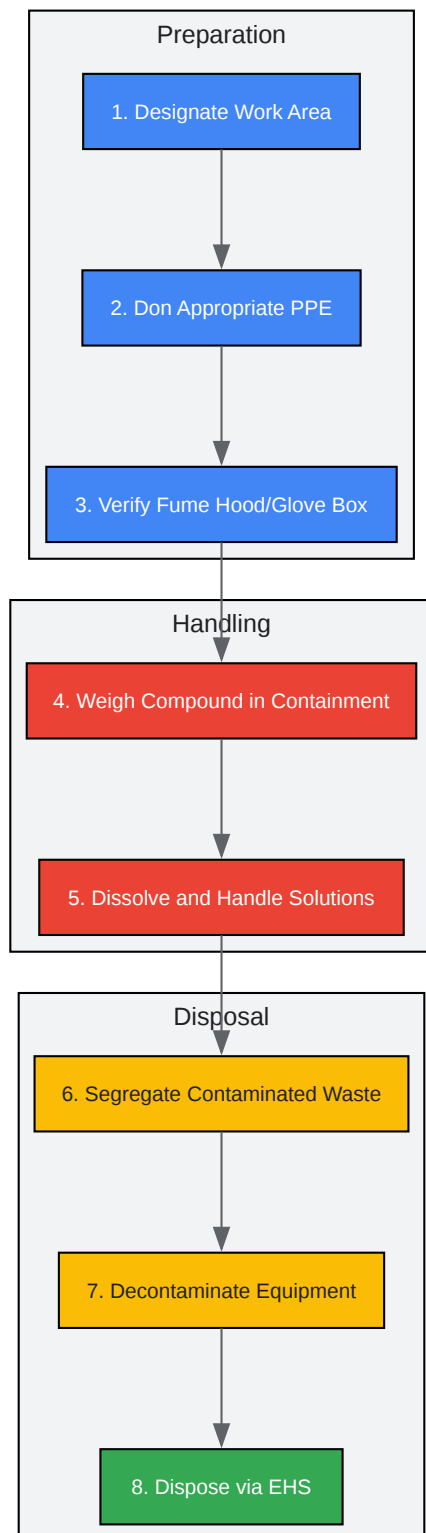 Preparation
1. Designate Work Area
2. Don Appropriate PPE
3. Verify Fume Hood/Glove Box
Handling
4. Weigh Compound in Containment
5. Dissolve and Handle Solutions
Disposal
6. Segregate Contaminated Waste
7. Decontaminate Equipment
8. Dispose via EHS